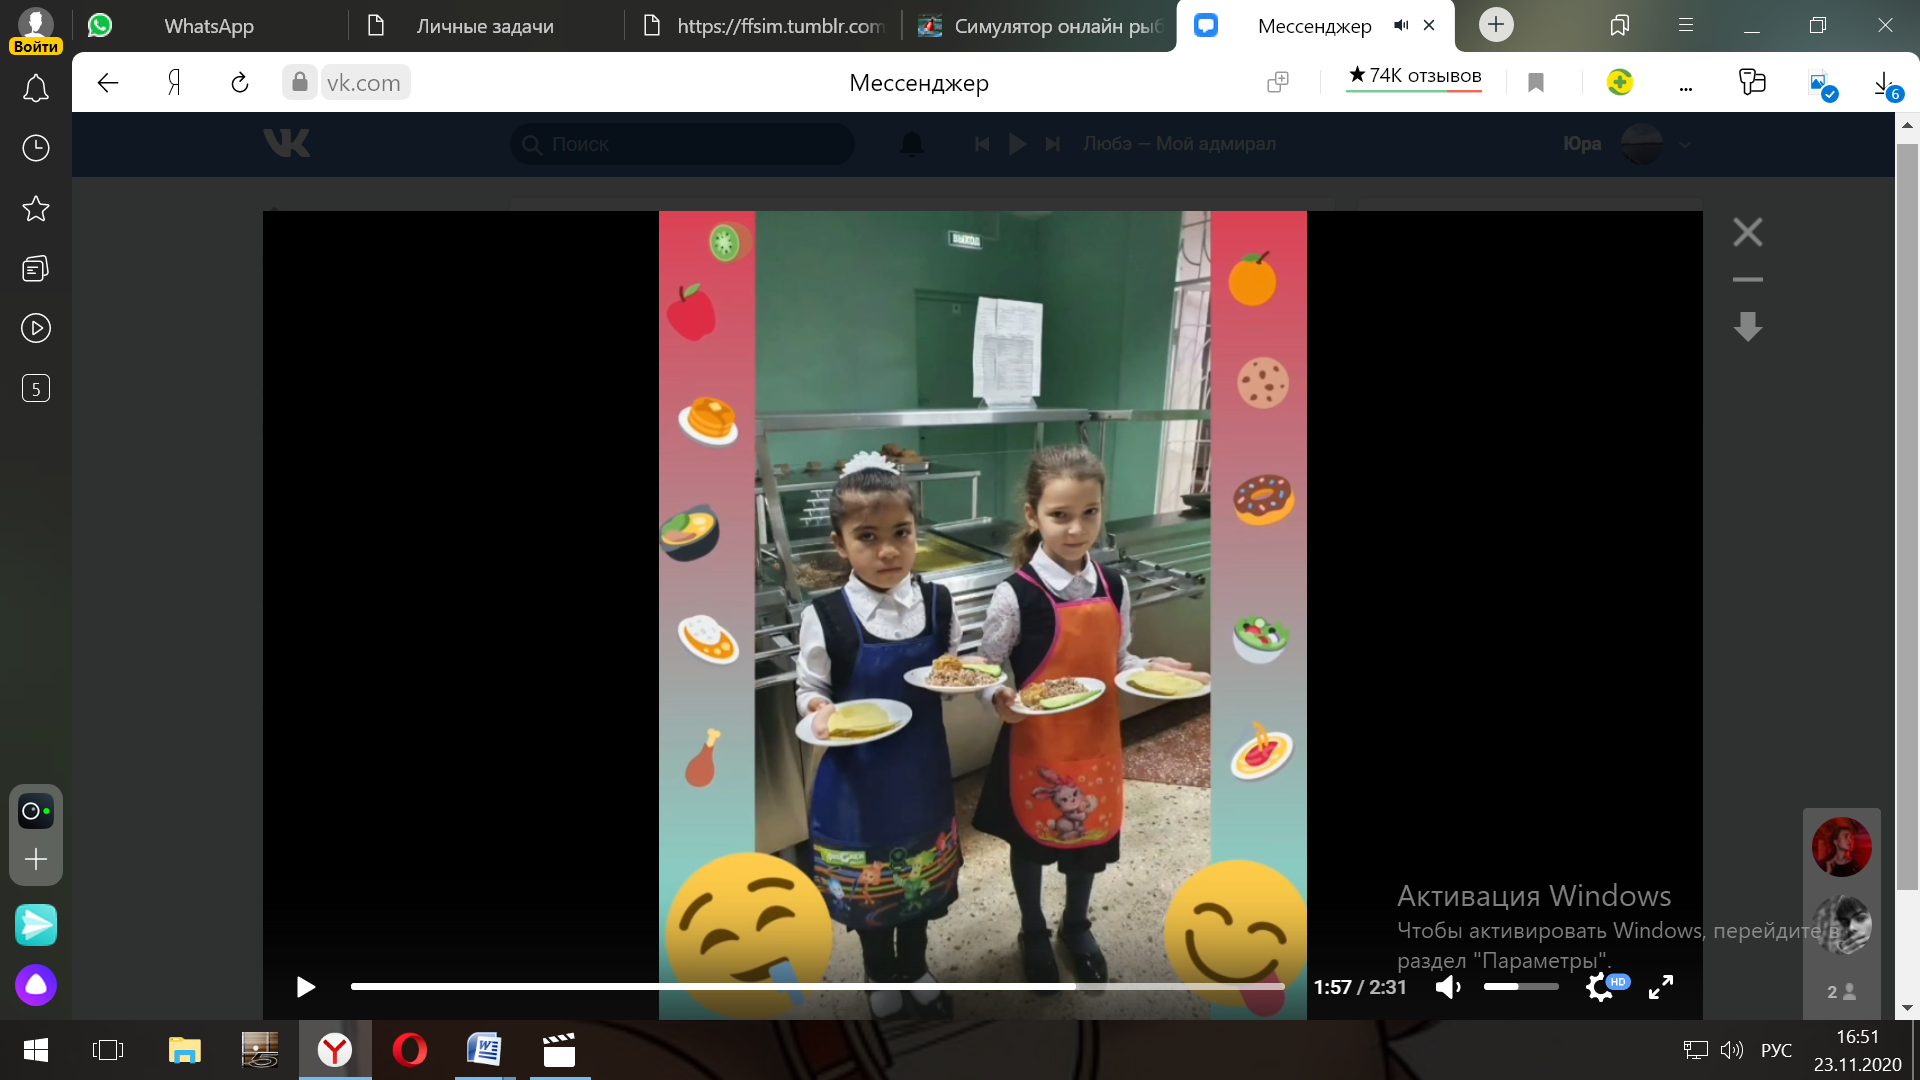 WhatsApp
Личные задачи
https://ffsim.tumblr.com
Симулятор онлайн рыб
Мессенджер
Войти
vk.com
Мессенджер
★ 74K отзывов
...
6
Поиск
Любэ — Мой адмирал
Юра
5
ВЫХОД
Активация Windows
Чтобы активировать Windows, перейдите в
раздел "Параметры".
1:57 / 2:31
HD
2
РУС
16:51
23.11.2020